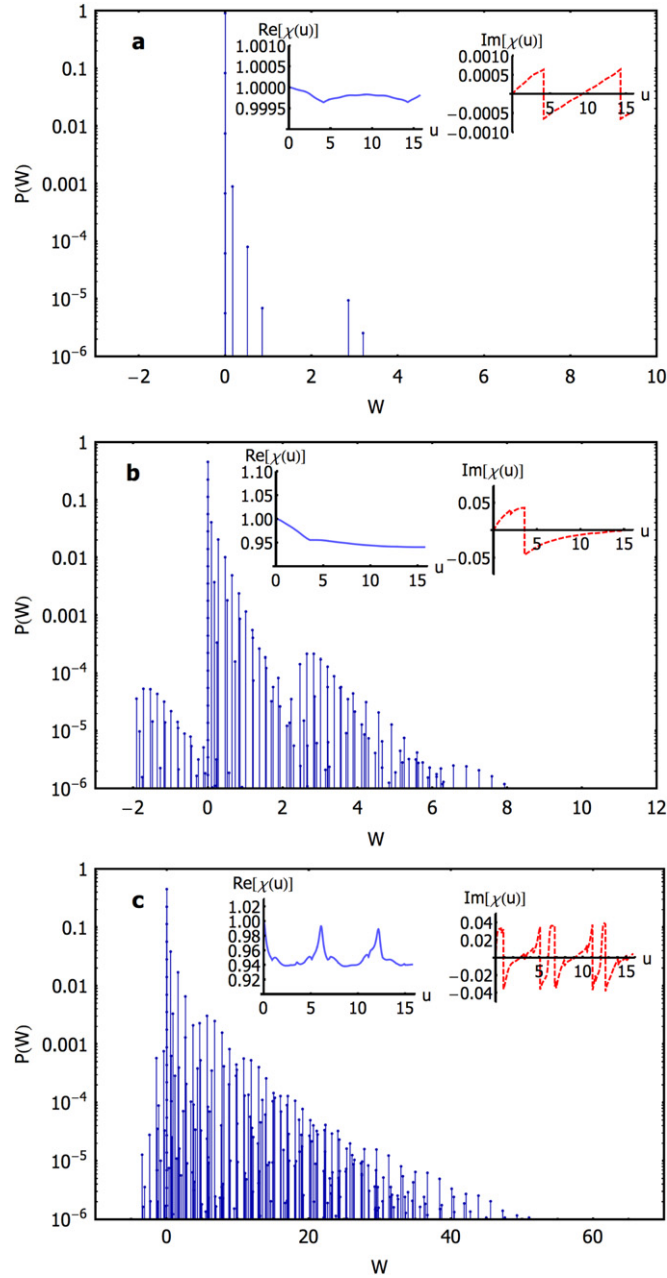 a
Re[χ(u)]
1.0010
1.0005
1.0000
0.9995
0 5 10 15
u
Im[χ(u)]
0.0010
0.0005
−0.0005
−0.0010
5 10 15
u
1
0.1
0.01
0.001
10⁻⁴
10⁻⁵
10⁻⁶
P(W)
−2 0 2 4 6 8 10
W
b
Re[χ(u)]
1.10
1.05
1.00
0.95
0 5 10 15
u
Im[χ(u)]
0.05
−0.05
5 10 15
u
1
0.1
0.01
0.001
10⁻⁴
10⁻⁵
10⁻⁶
P(W)
−2 0 2 4 6 8 10 12
W
c
Re[χ(u)]
1.02
1.00
0.98
0.96
0.94
0.92
0 5 10 15
u
Im[χ(u)]
0.04
0.02
−0.02
−0.04
5 10 15
u
1
0.1
0.01
0.001
10⁻⁴
10⁻⁵
10⁻⁶
P(W)
0 20 40 60
W